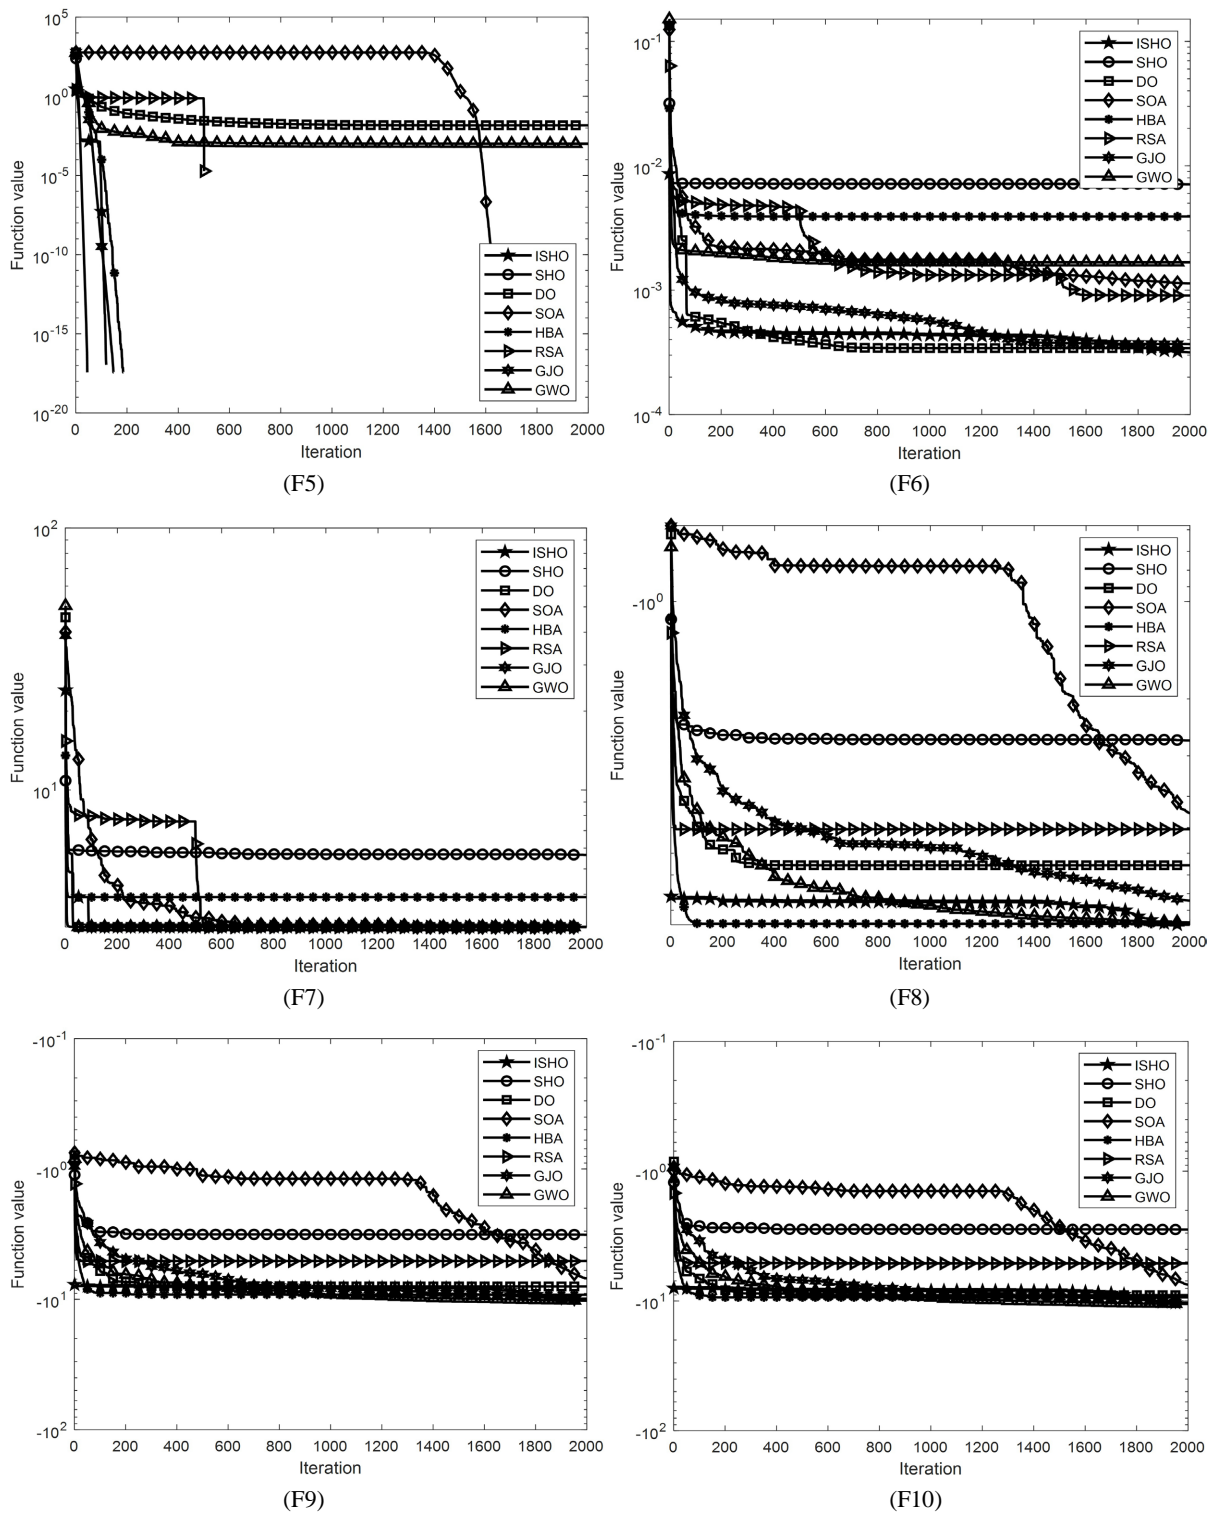 10^5
10^0
10^-5
10^-10
10^-15
10^-20
Function value
ISHO
SHO
DO
SOA
HBA
RSA
GJO
GWO
0 200 400 600 800 1000 1200 1400 1600 1800 2000
Iteration
(F5)
10^-1
10^-2
10^-3
10^-4
Function value
ISHO
SHO
DO
SOA
HBA
RSA
GJO
GWO
0 200 400 600 800 1000 1200 1400 1600 1800 2000
Iteration
(F6)
10^2
10^1
Function value
ISHO
SHO
DO
SOA
HBA
RSA
GJO
GWO
0 200 400 600 800 1000 1200 1400 1600 1800 2000
Iteration
(F7)
-10^0
Function value
ISHO
SHO
DO
SOA
HBA
RSA
GJO
GWO
0 200 400 600 800 1000 1200 1400 1600 1800 2000
Iteration
(F8)
-10^-1
-10^0
-10^1
-10^2
Function value
ISHO
SHO
DO
SOA
HBA
RSA
GJO
GWO
0 200 400 600 800 1000 1200 1400 1600 1800 2000
Iteration
(F9)
-10^-1
-10^0
-10^1
-10^2
Function value
ISHO
SHO
DO
SOA
HBA
RSA
GJO
GWO
0 200 400 600 800 1000 1200 1400 1600 1800 2000
Iteration
(F10)